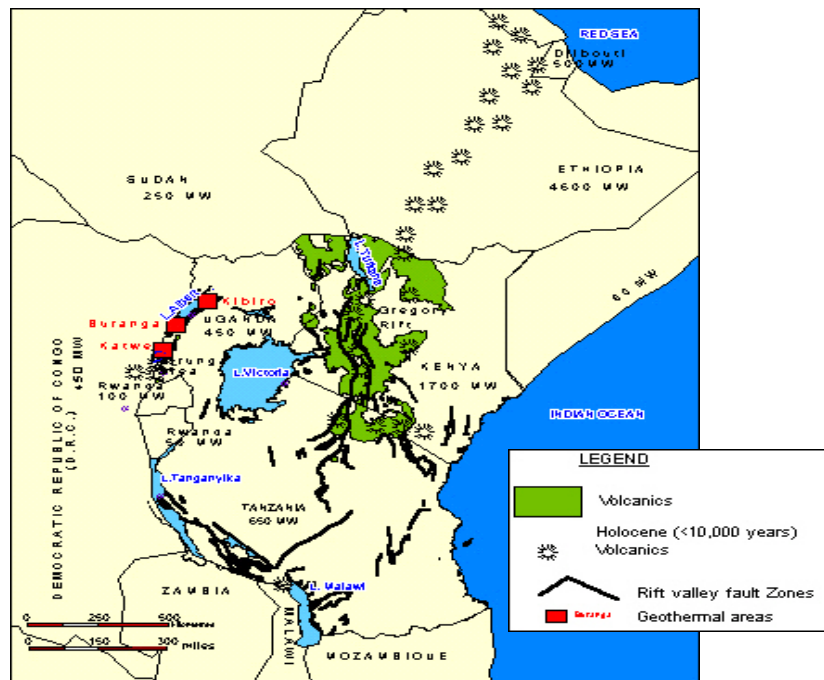 RED SEA
Djibouti
500 MW
SUDAN
250 MW
ETHIOPIA
4600 MW
L.Turkana
L.Albert
Kibiro
Buranga
UGANDA
450 MW
Katwe
Gregory
Rift
60 MW
KENYA
1700 MW
Rwanda
100 MW
L.Victoria
DEMOCRATIC REPUBLIC OF CONGO
(D.R.C.) 450 MW
INDIAN OCEAN
Rwanda
MW
L.Tanganyika
TANZANIA
650 MW
ZAMBIA
L. Malawi
MALAWI
MOZAMBIQUE
0 250 500
0 150 300
miles
LEGEND
Volcanics
Holocene (<10,000 years)
Volcanics
Rift valley fault Zones
Buranga
Geothermal areas